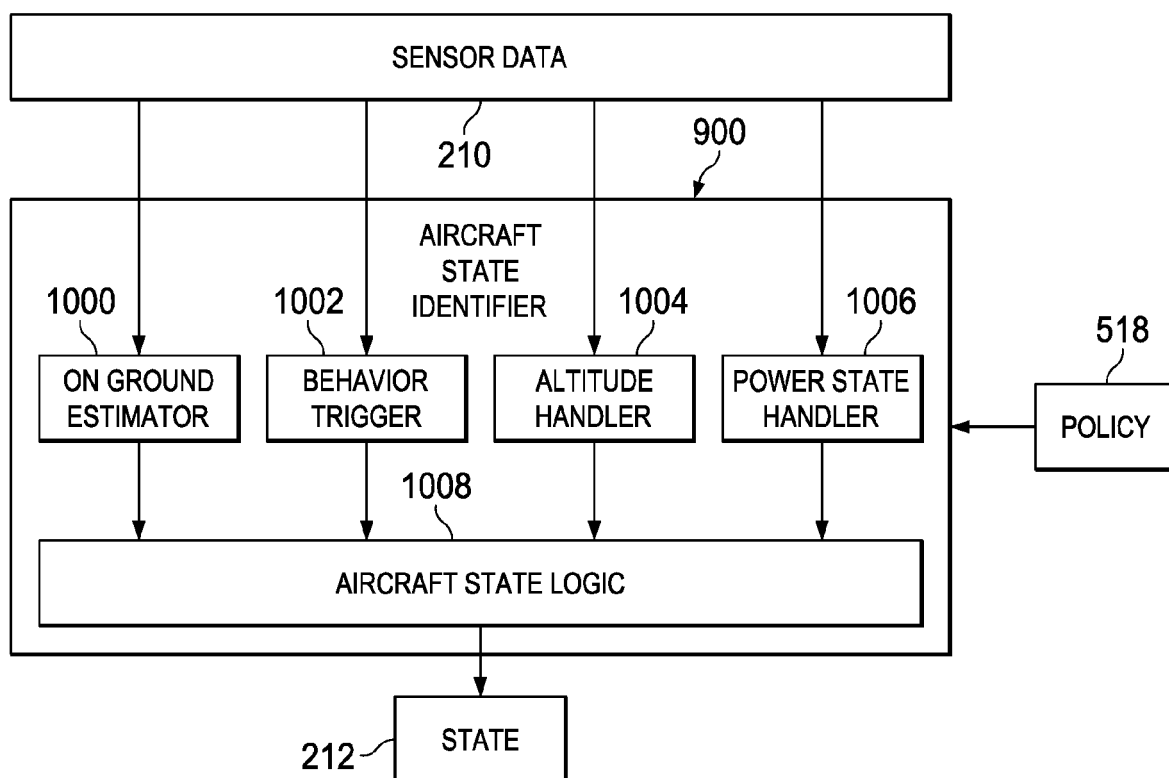 SENSOR DATA
210
900
AIRCRAFT
STATE
IDENTIFIER
1000
1002
1004
1006
518
ON GROUND
ESTIMATOR
BEHAVIOR
TRIGGER
ALTITUDE
HANDLER
POWER STATE
HANDLER
POLICY
1008
AIRCRAFT STATE LOGIC
212
STATE